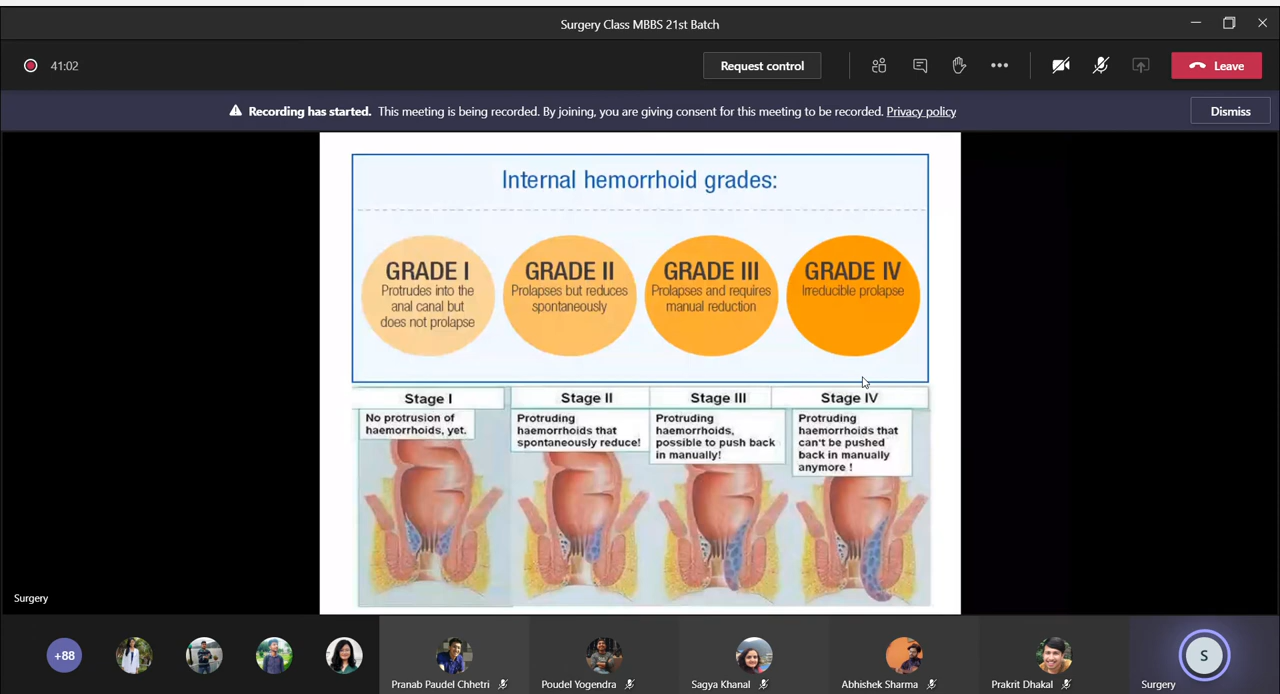 Surgery Class MBBS 21st Batch
41:02
Request control
Leave
Recording has started. This meeting is being recorded. By joining, you are giving consent for this meeting to be recorded. Privacy policy
Dismiss
Internal hemorrhoid grades:
GRADE I
Protrudes into the
anal canal but
does not prolapse
GRADE II
Prolapses but reduces
spontaneously
GRADE III
Prolapses and requires
manual reduction
GRADE IV
Irreducible prolapse
Stage I
No protrusion of
haemorrhoids, yet.
Stage II
Protruding
haemorrhoids that
spontaneously reduce!
Stage III
Protruding
haemorrhoids,
possible to push back
in manually!
Stage IV
Protruding
haemorrhoids that
can't be pushed
back in manually
anymore !
Surgery
+88
Pranab Paudel Chhetri
Poudel Yogendra
Sagya Khanal
Abhishek Sharma
Prakrit Dhakal
S
Surgery